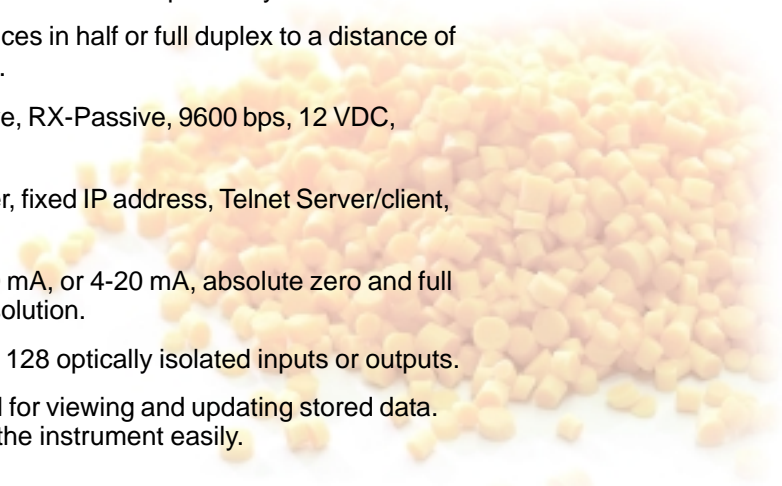 ces in half or full duplex to a distance of
.
e, RX-Passive, 9600 bps, 12 VDC,
r, fixed IP address, Telnet Server/client,
mA, or 4-20 mA, absolute zero and full
olution.
128 optically isolated inputs or outputs.
for viewing and updating stored data.
the instrument easily.